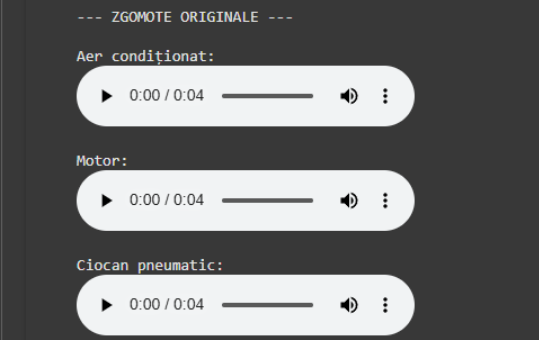 --- ZGOMOTE ORIGINALE ---
Aer condiționat:
0:00 / 0:04
Motor:
0:00 / 0:04
Ciocan pneumatic:
0:00 / 0:04